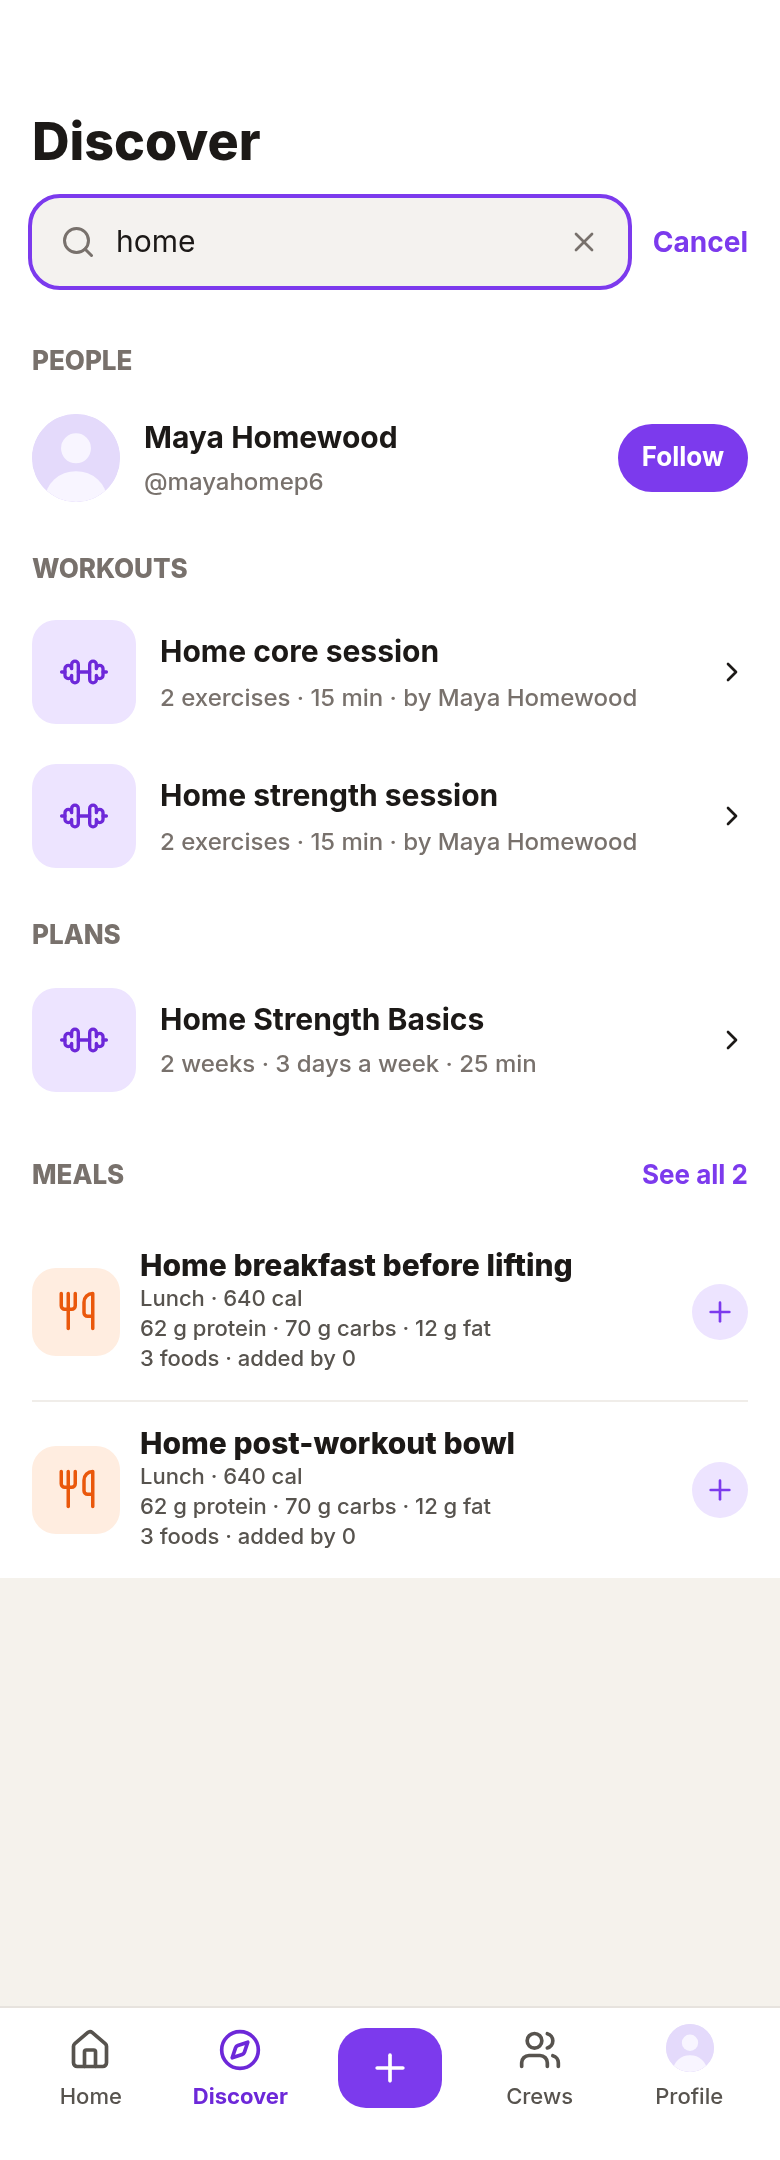 Discover
home
Cancel
PEOPLE
Maya Homewood
@mayahomep6
Follow
WORKOUTS
Home core session
2 exercises · 15 min · by Maya Homewood
Home strength session
2 exercises · 15 min · by Maya Homewood
PLANS
Home Strength Basics
2 weeks · 3 days a week · 25 min
MEALS
See all 2
Home breakfast before lifting
Lunch · 640 cal
62 g protein · 70 g carbs · 12 g fat
3 foods · added by 0
Home post-workout bowl
Lunch · 640 cal
62 g protein · 70 g carbs · 12 g fat
3 foods · added by 0
Home
Discover
Crews
Profile